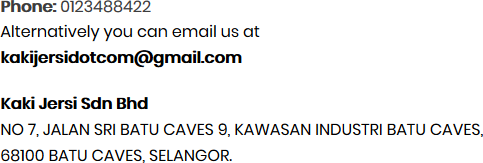 Phone: 0123488422
Alternatively you can email us at
kakijersidotcom@gmail.com
Kaki Jersi Sdn Bhd
NO 7, JALAN SRI BATU CAVES 9, KAWASAN INDUSTRI BATU CAVES,
68100 BATU CAVES, SELANGOR.